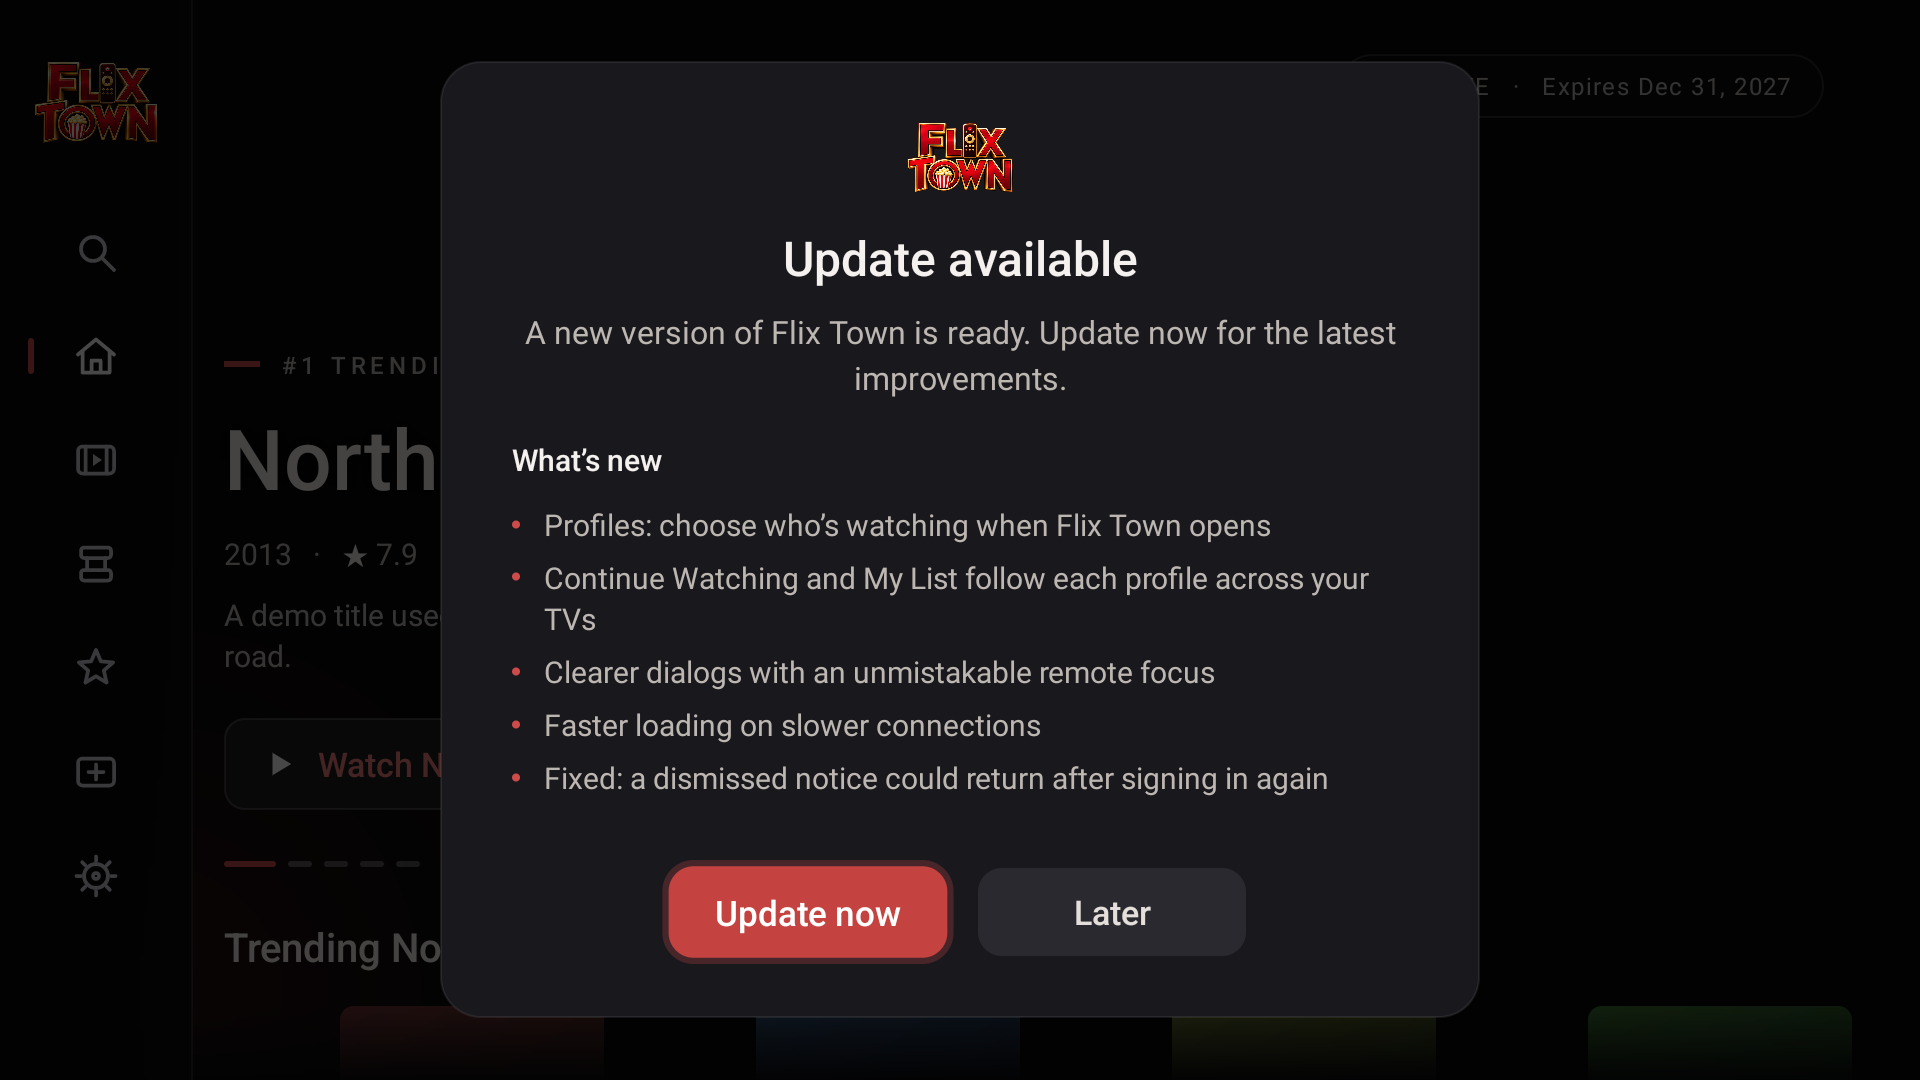 FLIX
TOWN
E · Expires Dec 31, 2027
FLIX
TOWN
Update available
A new version of Flix Town is ready. Update now for the latest
improvements.
What’s new
• Profiles: choose who’s watching when Flix Town opens
• Continue Watching and My List follow each profile across your
TVs
• Clearer dialogs with an unmistakable remote focus
• Faster loading on slower connections
• Fixed: a dismissed notice could return after signing in again
Update now
Later
#1 TRENDI
North
2013 · ★ 7.9
A demo title use
road.
Watch N
Trending No